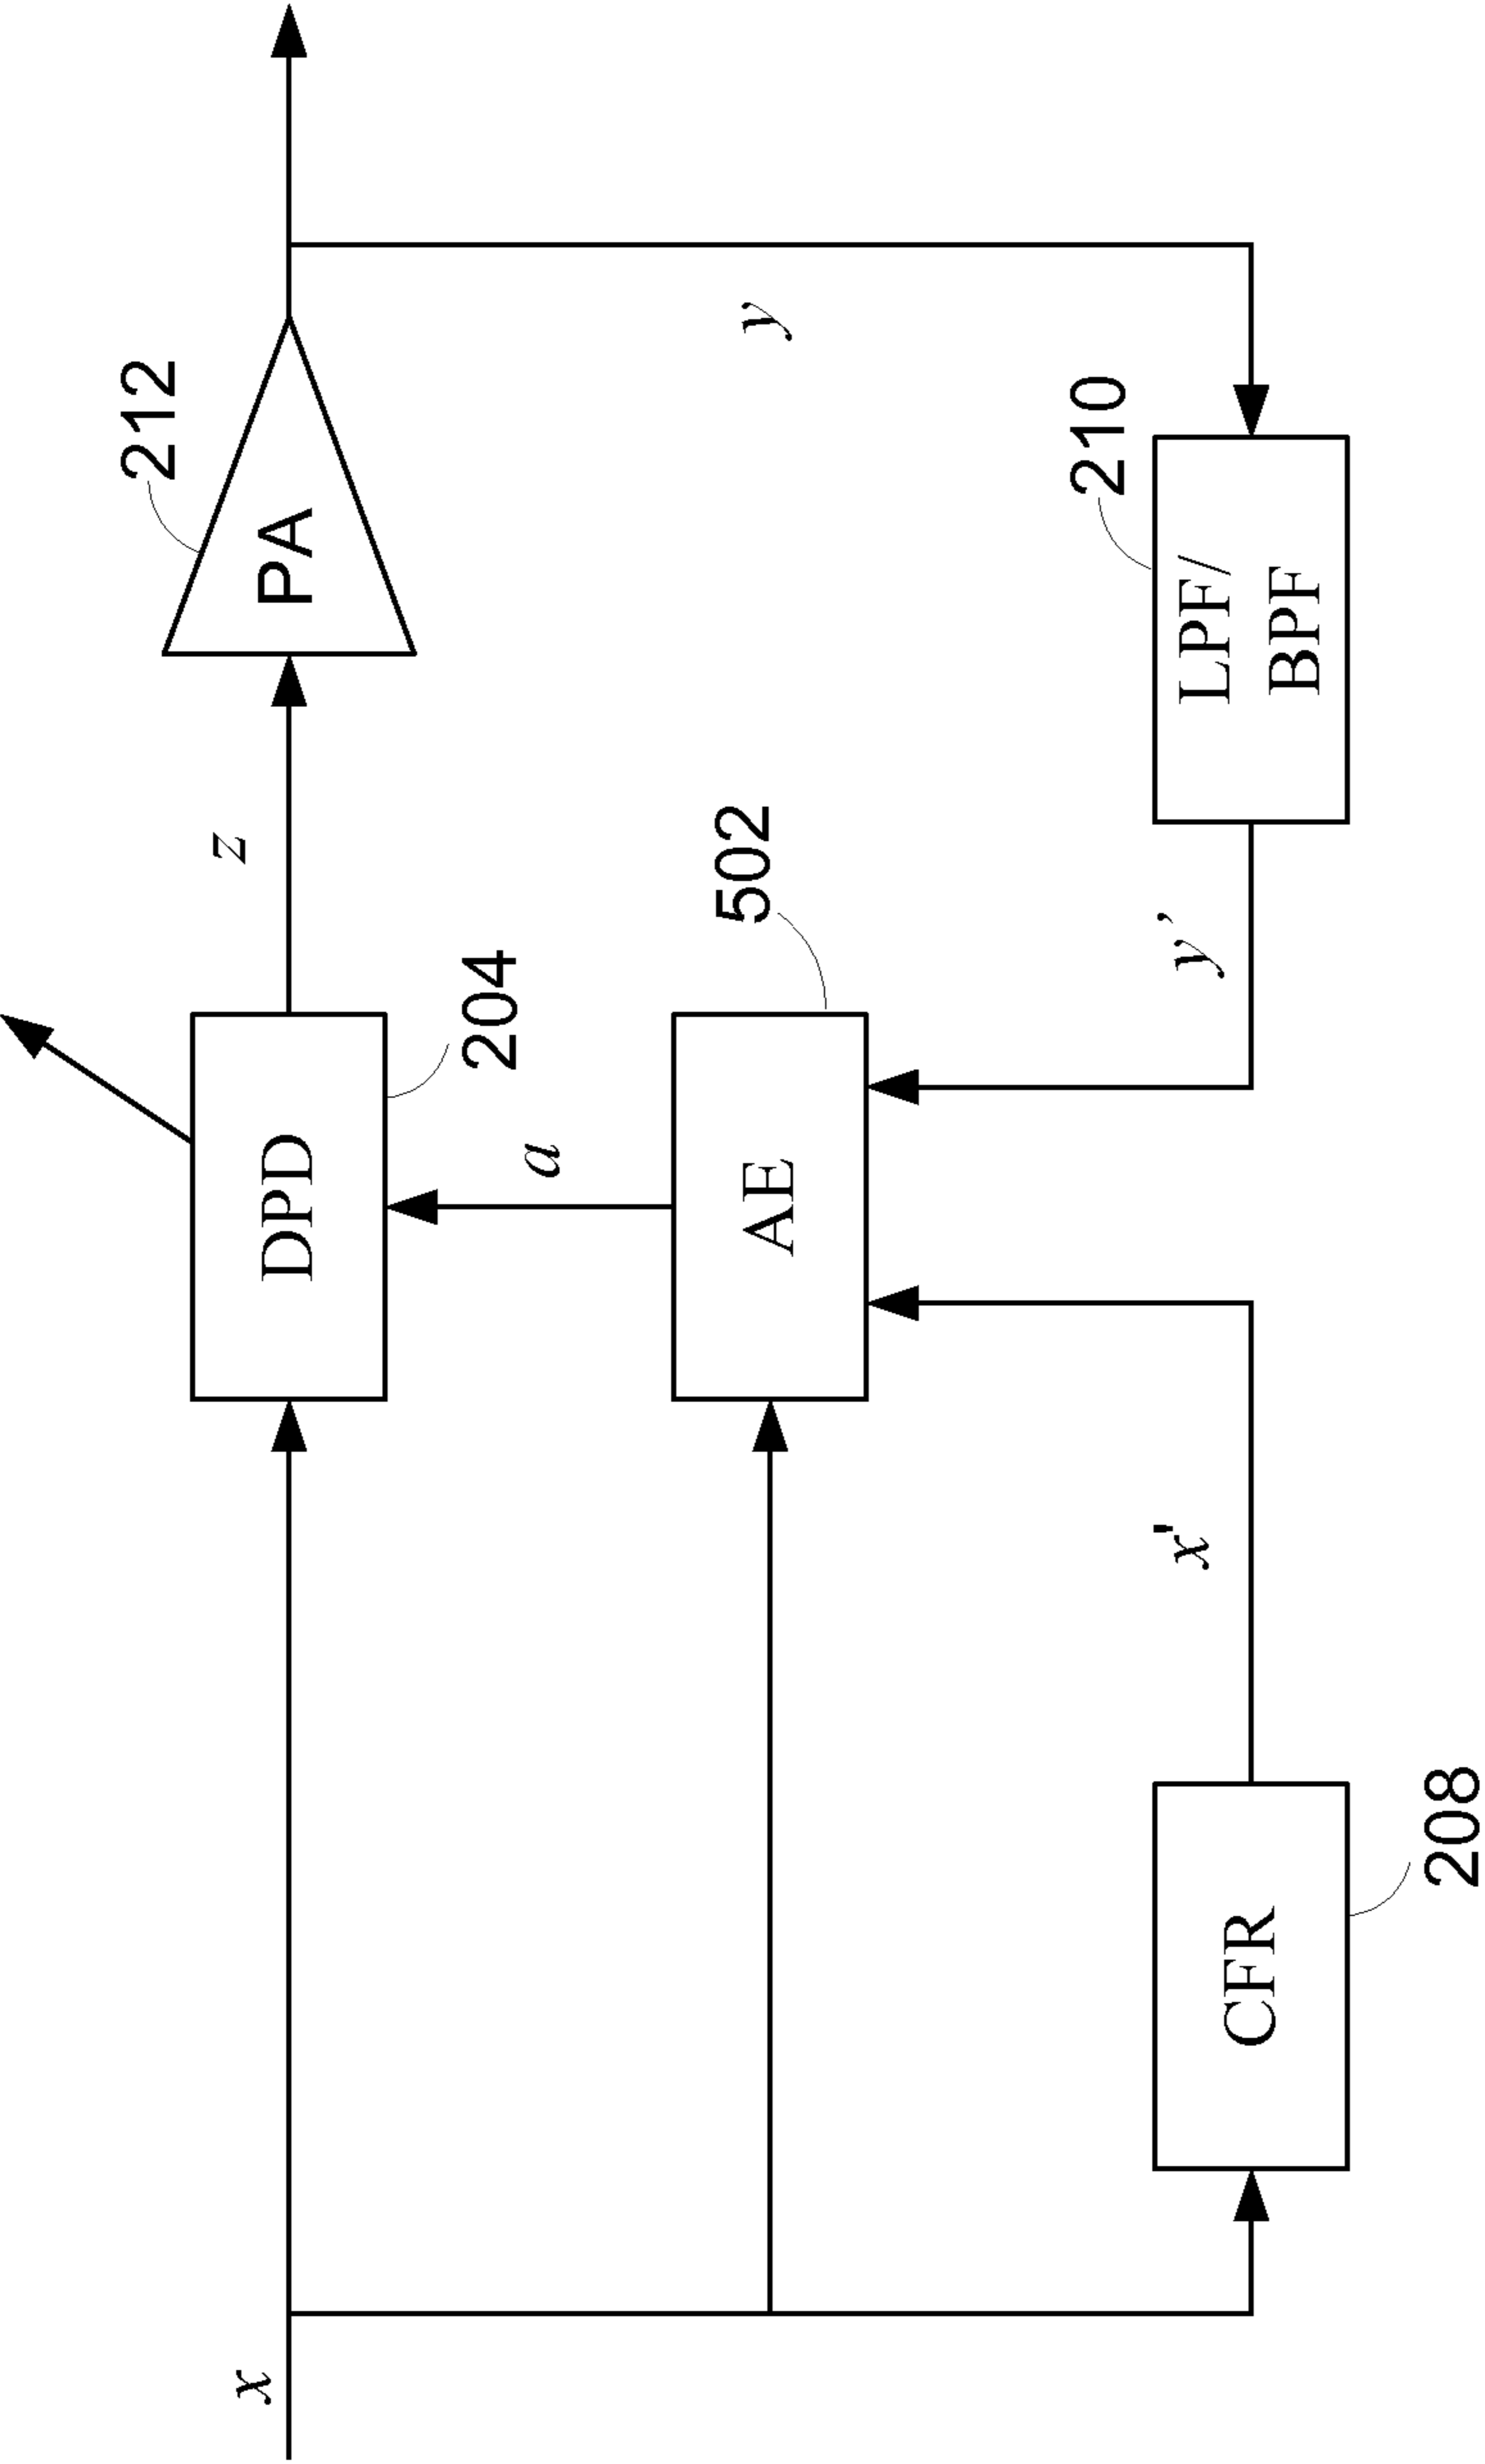 212
PA
x
z
DPD
204
y
a
502
AE
210
LPF/
BPF
x'
y’
CFR
208